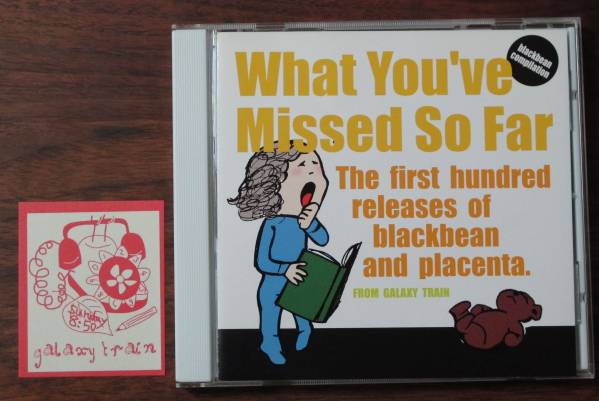 blackbean
compilation
What You've
Missed So Far
The first hundred
releases of
blackbean
and placenta.
FROM GALAXY TRAIN
galaxy train